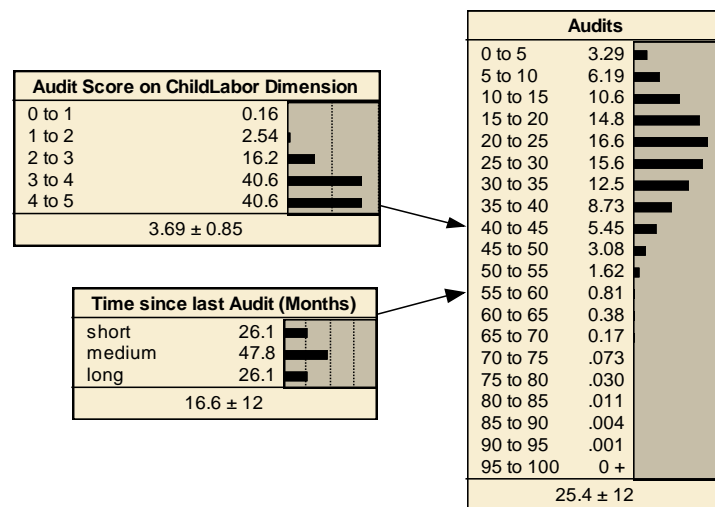 Audit Score on ChildLabor Dimension
0 to 1 0.16
1 to 2 2.54
2 to 3 16.2
3 to 4 40.6
4 to 5 40.6
3.69 ± 0.85
Time since last Audit (Months)
short 26.1
medium 47.8
long 26.1
16.6 ± 12
Audits
0 to 5 3.29
5 to 10 6.19
10 to 15 10.6
15 to 20 14.8
20 to 25 16.6
25 to 30 15.6
30 to 35 12.5
35 to 40 8.73
40 to 45 5.45
45 to 50 3.08
50 to 55 1.62
55 to 60 0.81
60 to 65 0.38
65 to 70 0.17
70 to 75 .073
75 to 80 .030
80 to 85 .011
85 to 90 .004
90 to 95 .001
95 to 100 0 +
25.4 ± 12